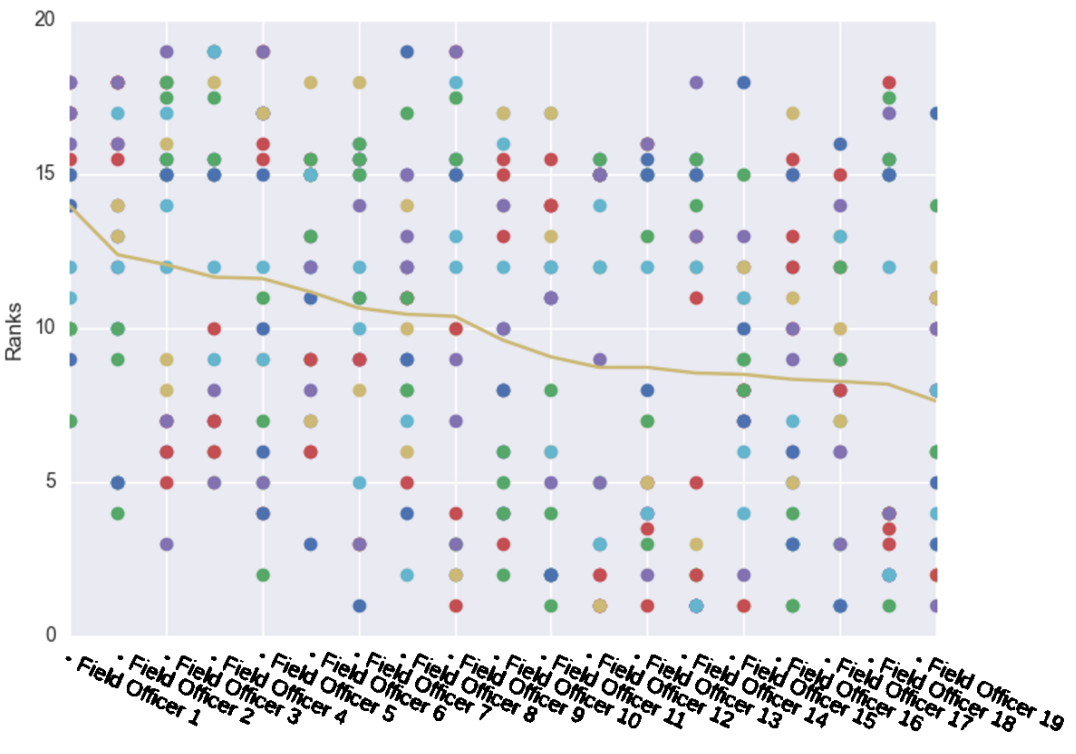 20
15
10
5
0
Ranks
- Field Officer 1
- Field Officer 2
- Field Officer 3
- Field Officer 4
- Field Officer 5
- Field Officer 6
- Field Officer 7
- Field Officer 8
- Field Officer 9
- Field Officer 10
- Field Officer 11
- Field Officer 12
- Field Officer 13
- Field Officer 14
- Field Officer 15
- Field Officer 16
- Field Officer 17
- Field Officer 18
- Field Officer 19